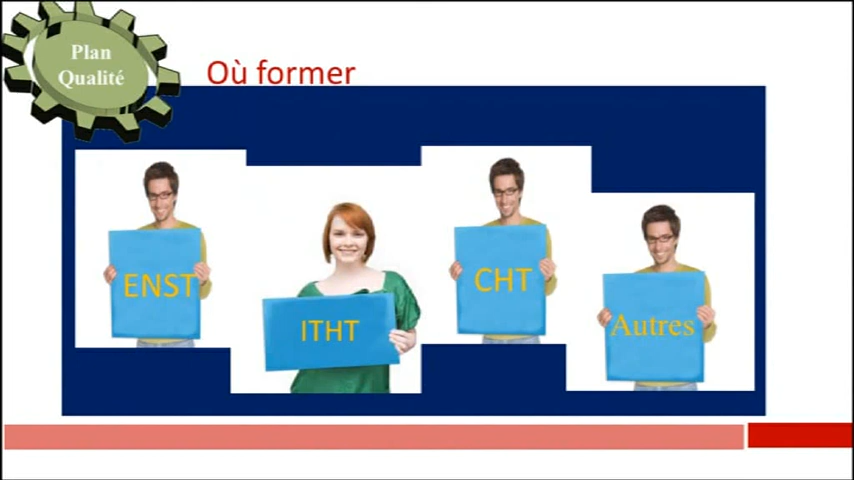 Plan
Qualité
Où former
ENST
ITHT
CHT
Autres